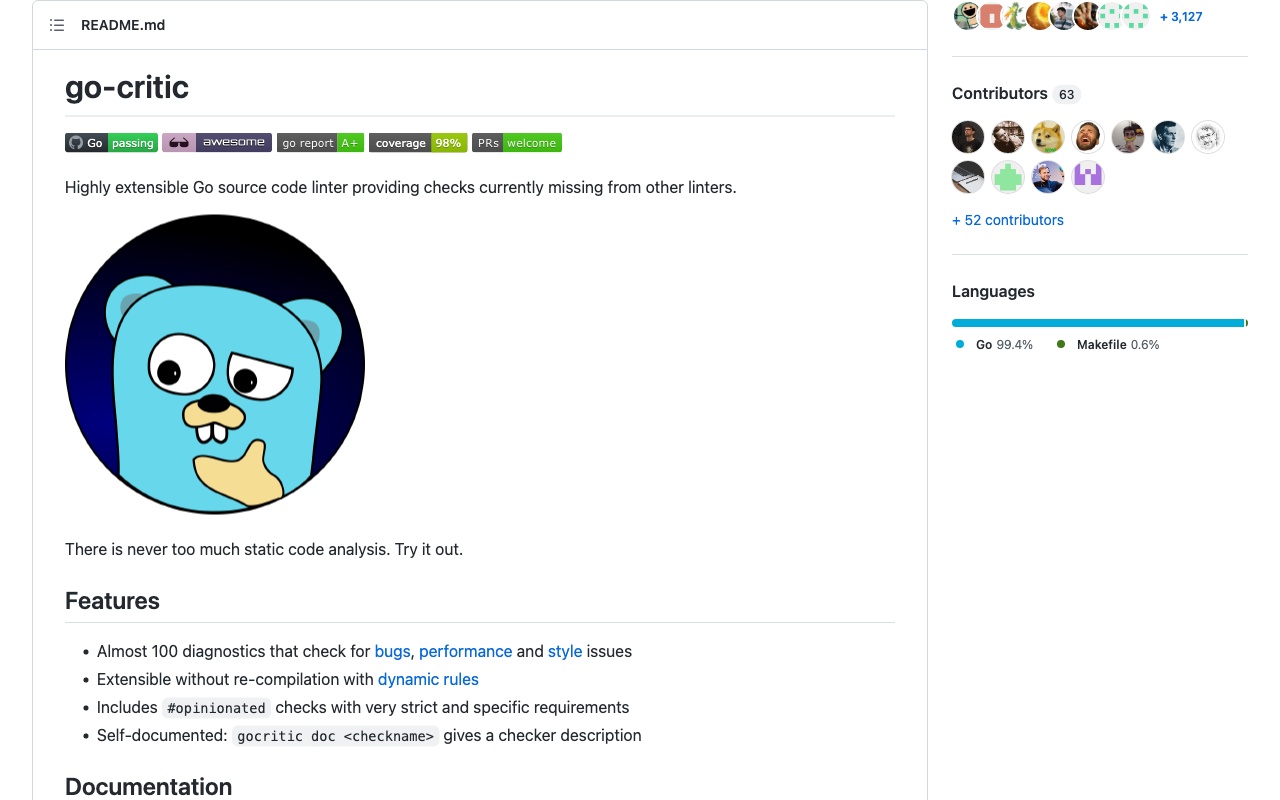 README.md
go-critic
Go passing awesome go report A+ coverage 98% PRs welcome
Highly extensible Go source code linter providing checks currently missing from other linters.
There is never too much static code analysis. Try it out.
Features
• Almost 100 diagnostics that check for bugs, performance and style issues
• Extensible without re-compilation with dynamic rules
• Includes #opinionated checks with very strict and specific requirements
• Self-documented: gocritic doc <checkname> gives a checker description
Documentation
+ 3,127
Contributors 63
+ 52 contributors
Languages
Go 99.4% Makefile 0.6%